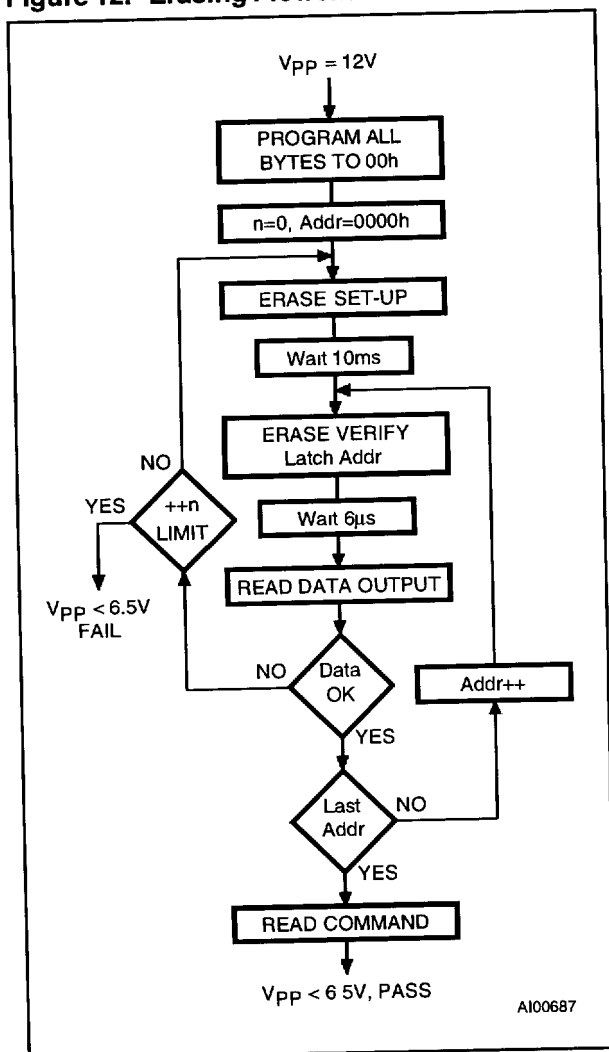 Figure 12. Erasing
VPP = 12V
PROGRAM ALL
BYTES TO 00h
n=0, Addr=0000h
ERASE SET-UP
Wait 10ms
ERASE VERIFY
Latch Addr
NO
YES
++n
LIMIT
Wait 6µs
VPP < 6.5V
FAIL
READ DATA OUTPUT
NO
Data
OK
Addr++
YES
Last
Addr
NO
YES
READ COMMAND
VPP < 6 5V, PASS
AI00687